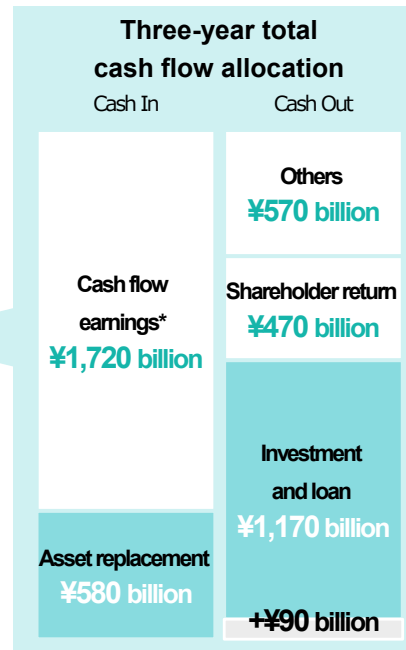 Three-year total
cash flow allocation
Cash In
Cash Out
Cash flow
earnings*
¥1,720 billion
Asset replacement
¥580 billion
Others
¥570 billion
Shareholder return
¥470 billion
Investment
and loan
¥1,170 billion
+¥90 billion